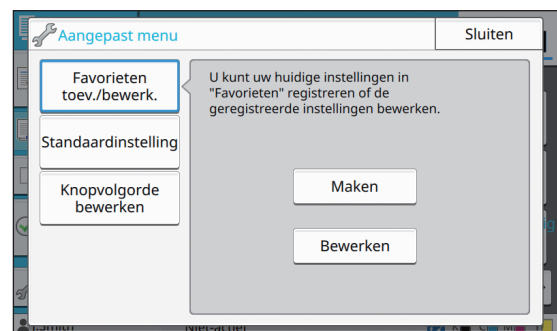 Aangepast menu
Sluiten
Favorieten
toev./bewerk.
Standaardinstelling
Knopvolgorde
bewerken
U kunt uw huidige instellingen in
"Favorieten" registreren of de
geregistreerde instellingen bewerken.
Maken
Bewerken